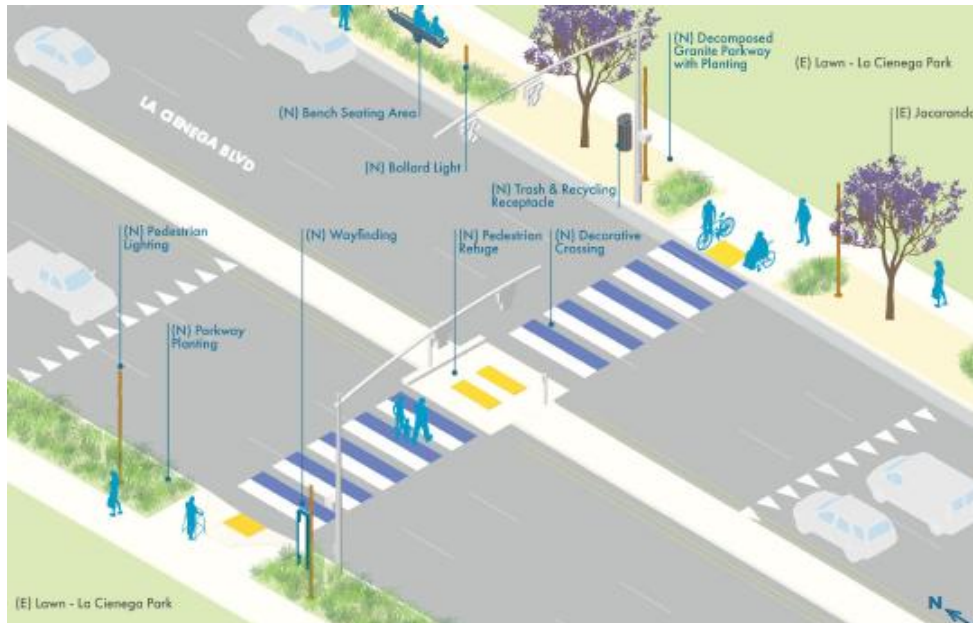 (N) Decomposed
Granite Parkway
with Planting
(E) Lawn - La Cienega Park
LA CIENEGA BLVD
(N) Bench Seating Area
(E) Jacaranda
(N) Bollard Light
(N) Trash & Recycling
Receptacle
(N) Pedestrian
Lighting
(N) Wayfinding
(N) Pedestrian
Refuge
(N) Decorative
Crossing
(N) Parkway
Planting
(E) Lawn - La Cienega Park
N